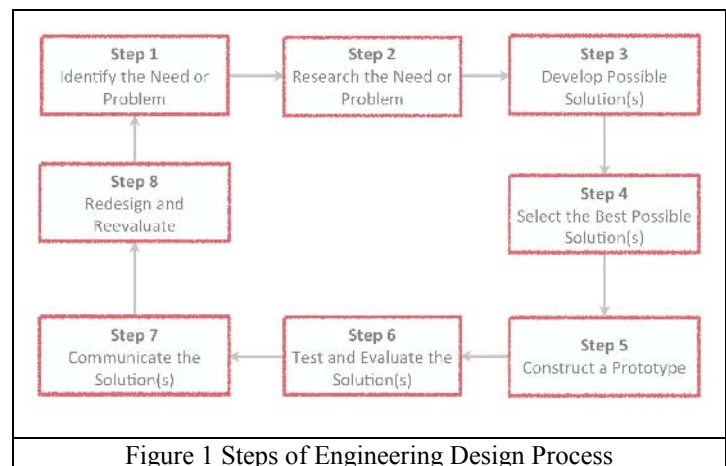 Step 1
Identify the Need or
Problem
Step 2
Research the Need or
Problem
Step 3
Develop Possible
Solution(s)
Step 4
Select the Best Possible
Solution(s)
Step 5
Construct a Prototype
Step 6
Test and Evaluate the
Solution(s)
Step 7
Communicate the
Solution(s)
Step 8
Redesign and
Reevaluate
Figure 1 Steps of Engineering Design Process